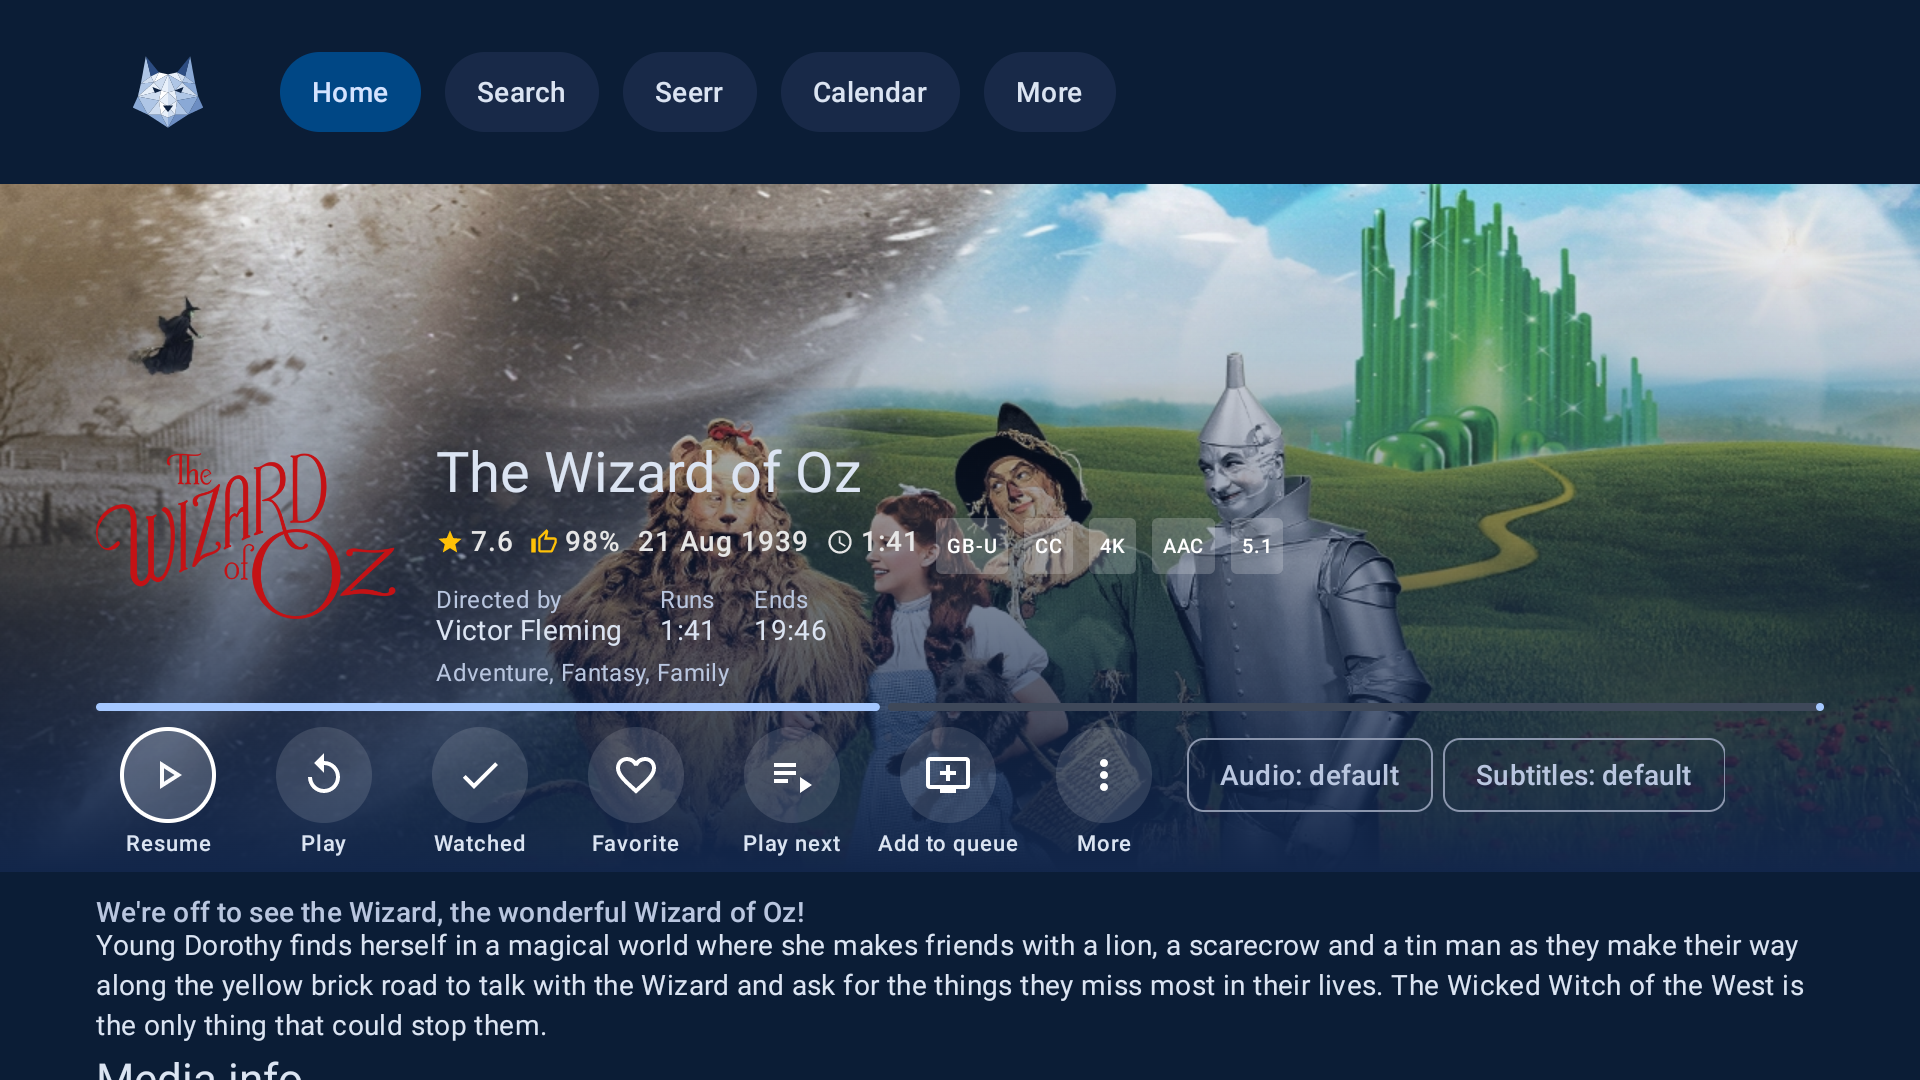 Home Search Seerr Calendar More
The WIZARD of Oz
The Wizard of Oz
7.6 98% 21 Aug 1939 1:41 GB-U CC 4K AAC 5.1
Directed by Runs Ends
Victor Fleming 1:41 19:46
Adventure, Fantasy, Family
Audio: default Subtitles: default
Resume Play Watched Favorite Play next Add to queue More
We're off to see the Wizard, the wonderful Wizard of Oz!
Young Dorothy finds herself in a magical world where she makes friends with a lion, a scarecrow and a tin man as they make their way
along the yellow brick road to talk with the Wizard and ask for the things they miss most in their lives. The Wicked Witch of the West is
the only thing that could stop them.
Media info